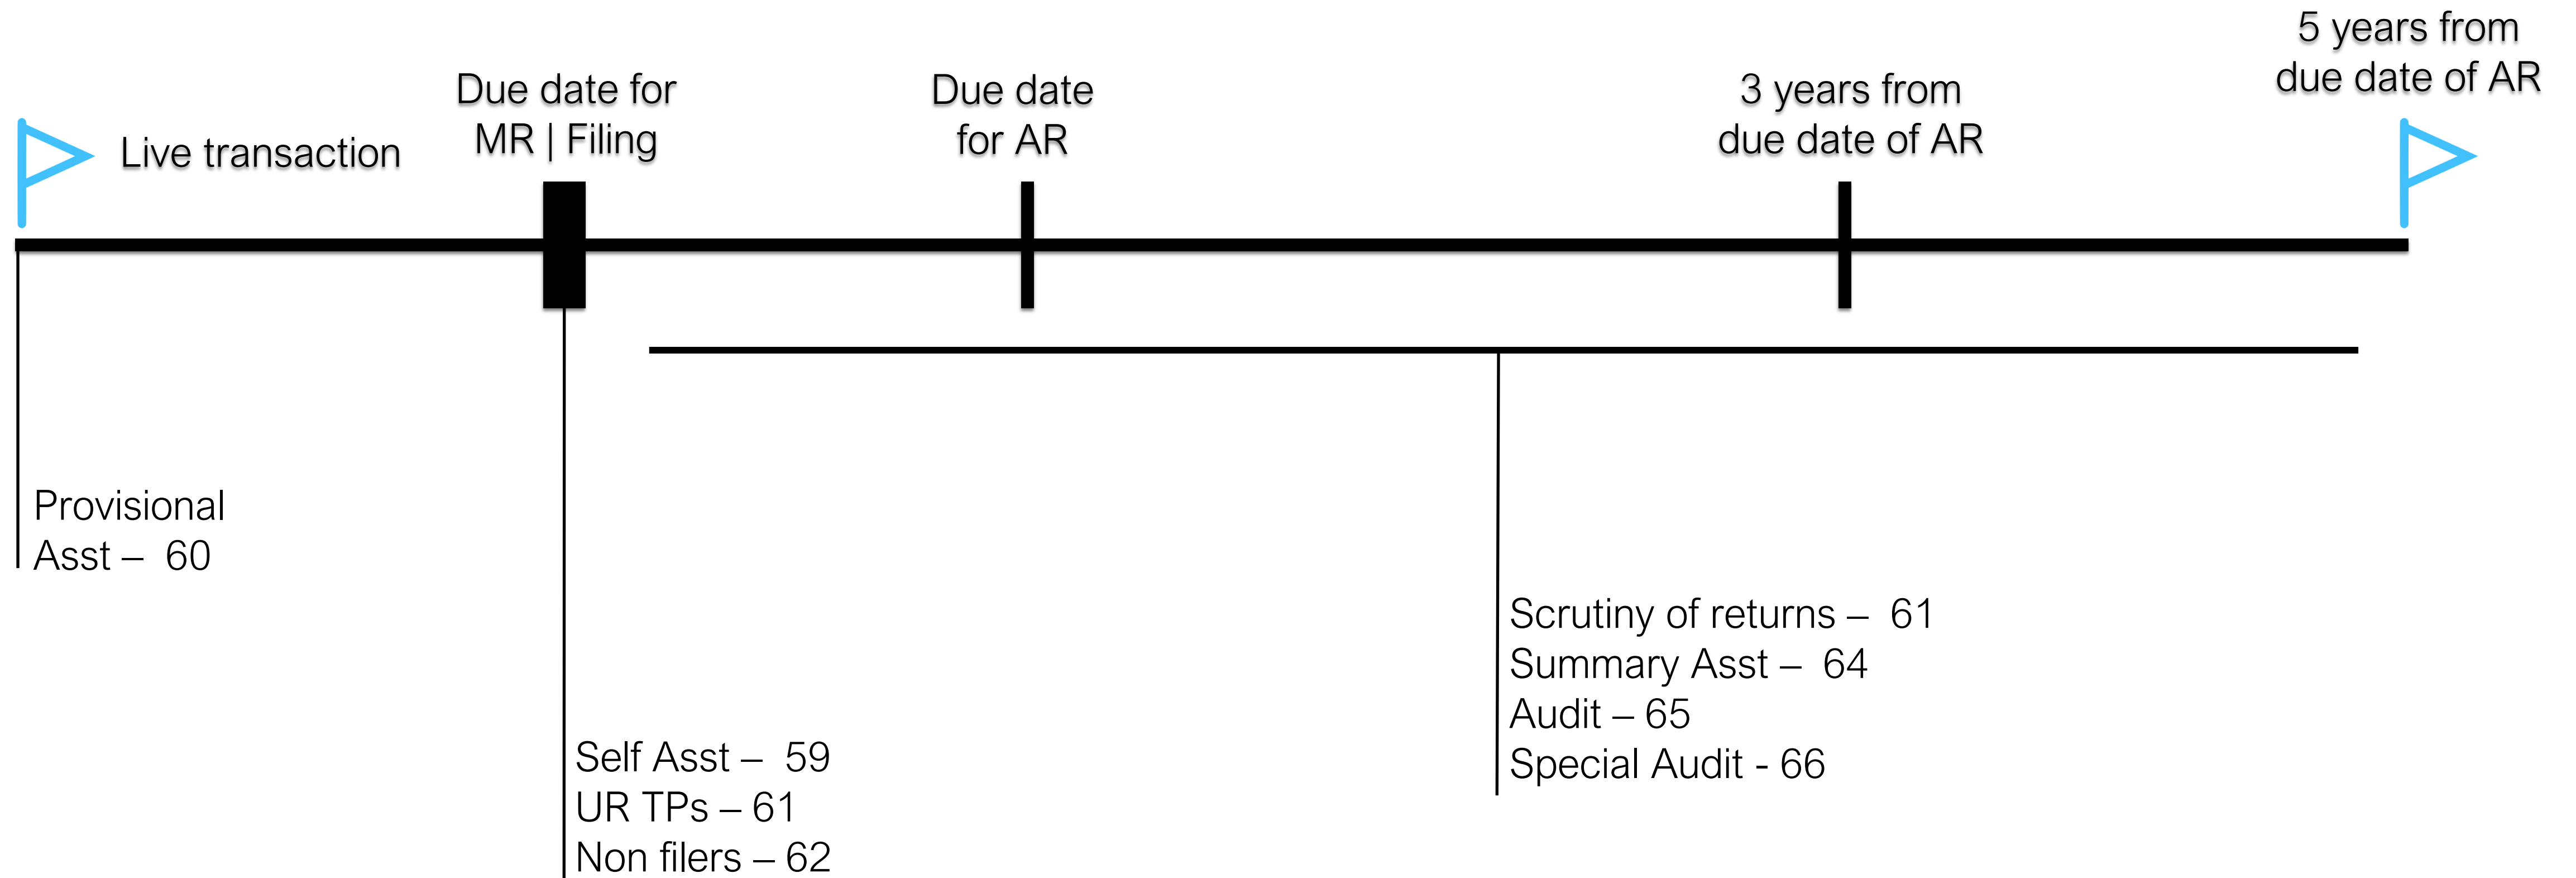 Live transaction
Due date for
MR | Filing
Due date
for AR
3 years from
due date of AR
5 years from
due date of AR
Provisional
Asst – 60
Self Asst – 59
UR TPs – 61
Non filers – 62
Scrutiny of returns – 61
Summary Asst – 64
Audit – 65
Special Audit - 66